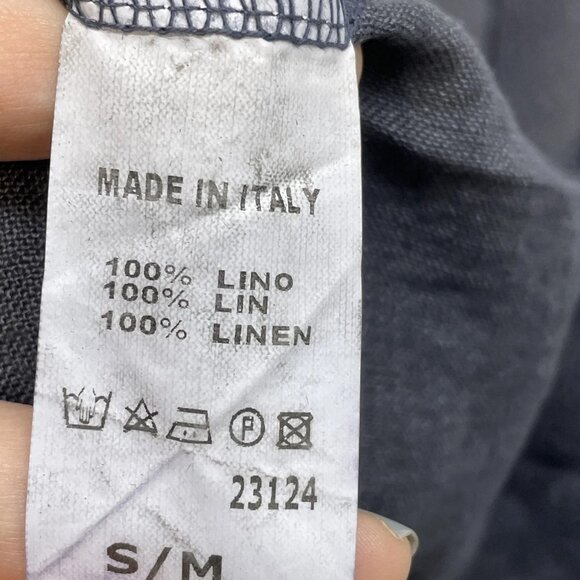 MADE IN ITALY
100% LINO
100% LIN
100% LINEN
P
23124
S/M